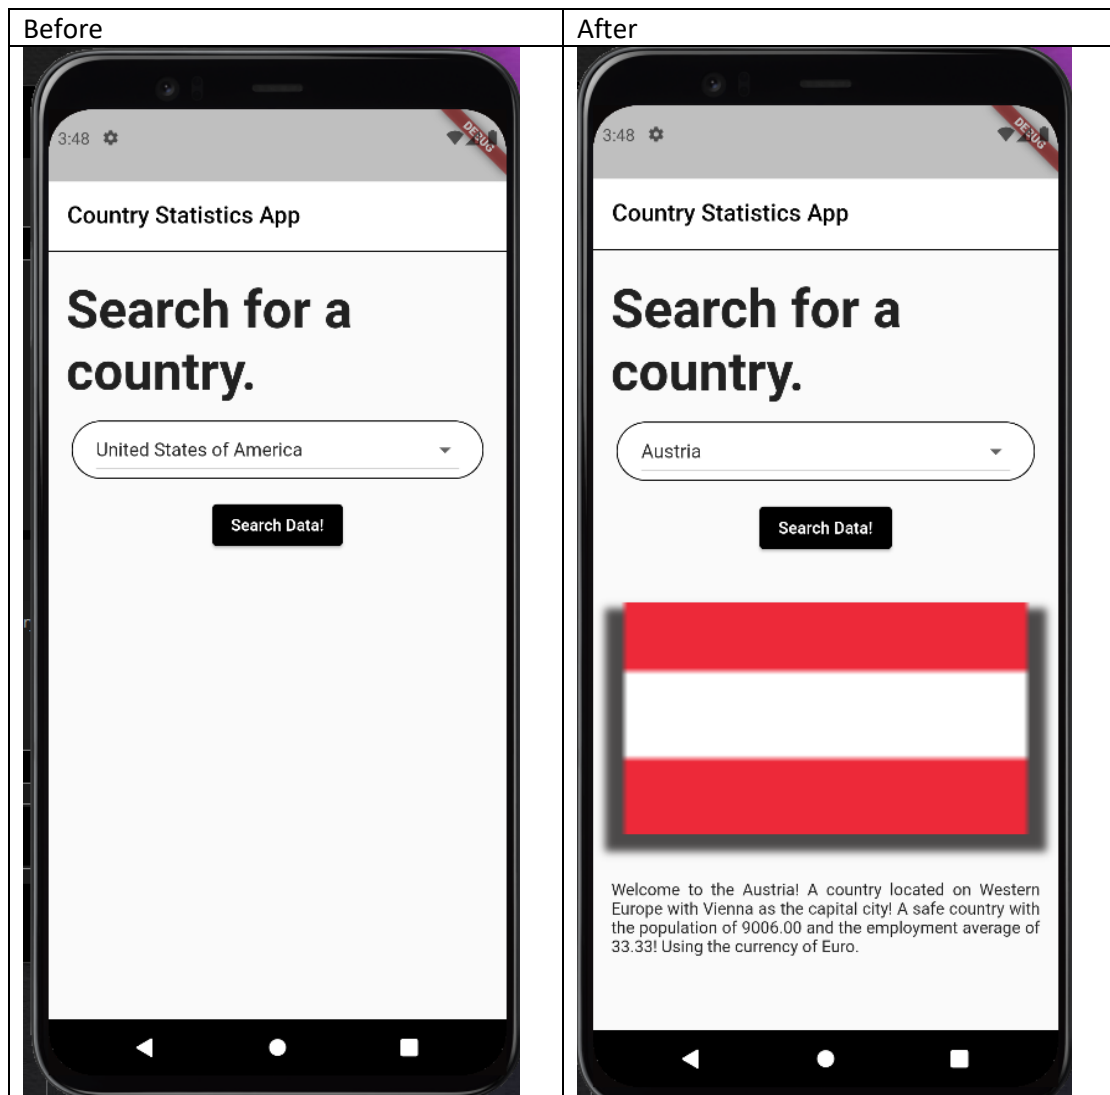 Before
After
3:48
DEBUG
Country Statistics App
Search for a
country.
United States of America
Search Data!
3:48
DEBUG
Country Statistics App
Search for a
country.
Austria
Search Data!
Welcome to the Austria! A country located on Western
Europe with Vienna as the capital city! A safe country with
the population of 9006.00 and the employment average of
33.33! Using the currency of Euro.